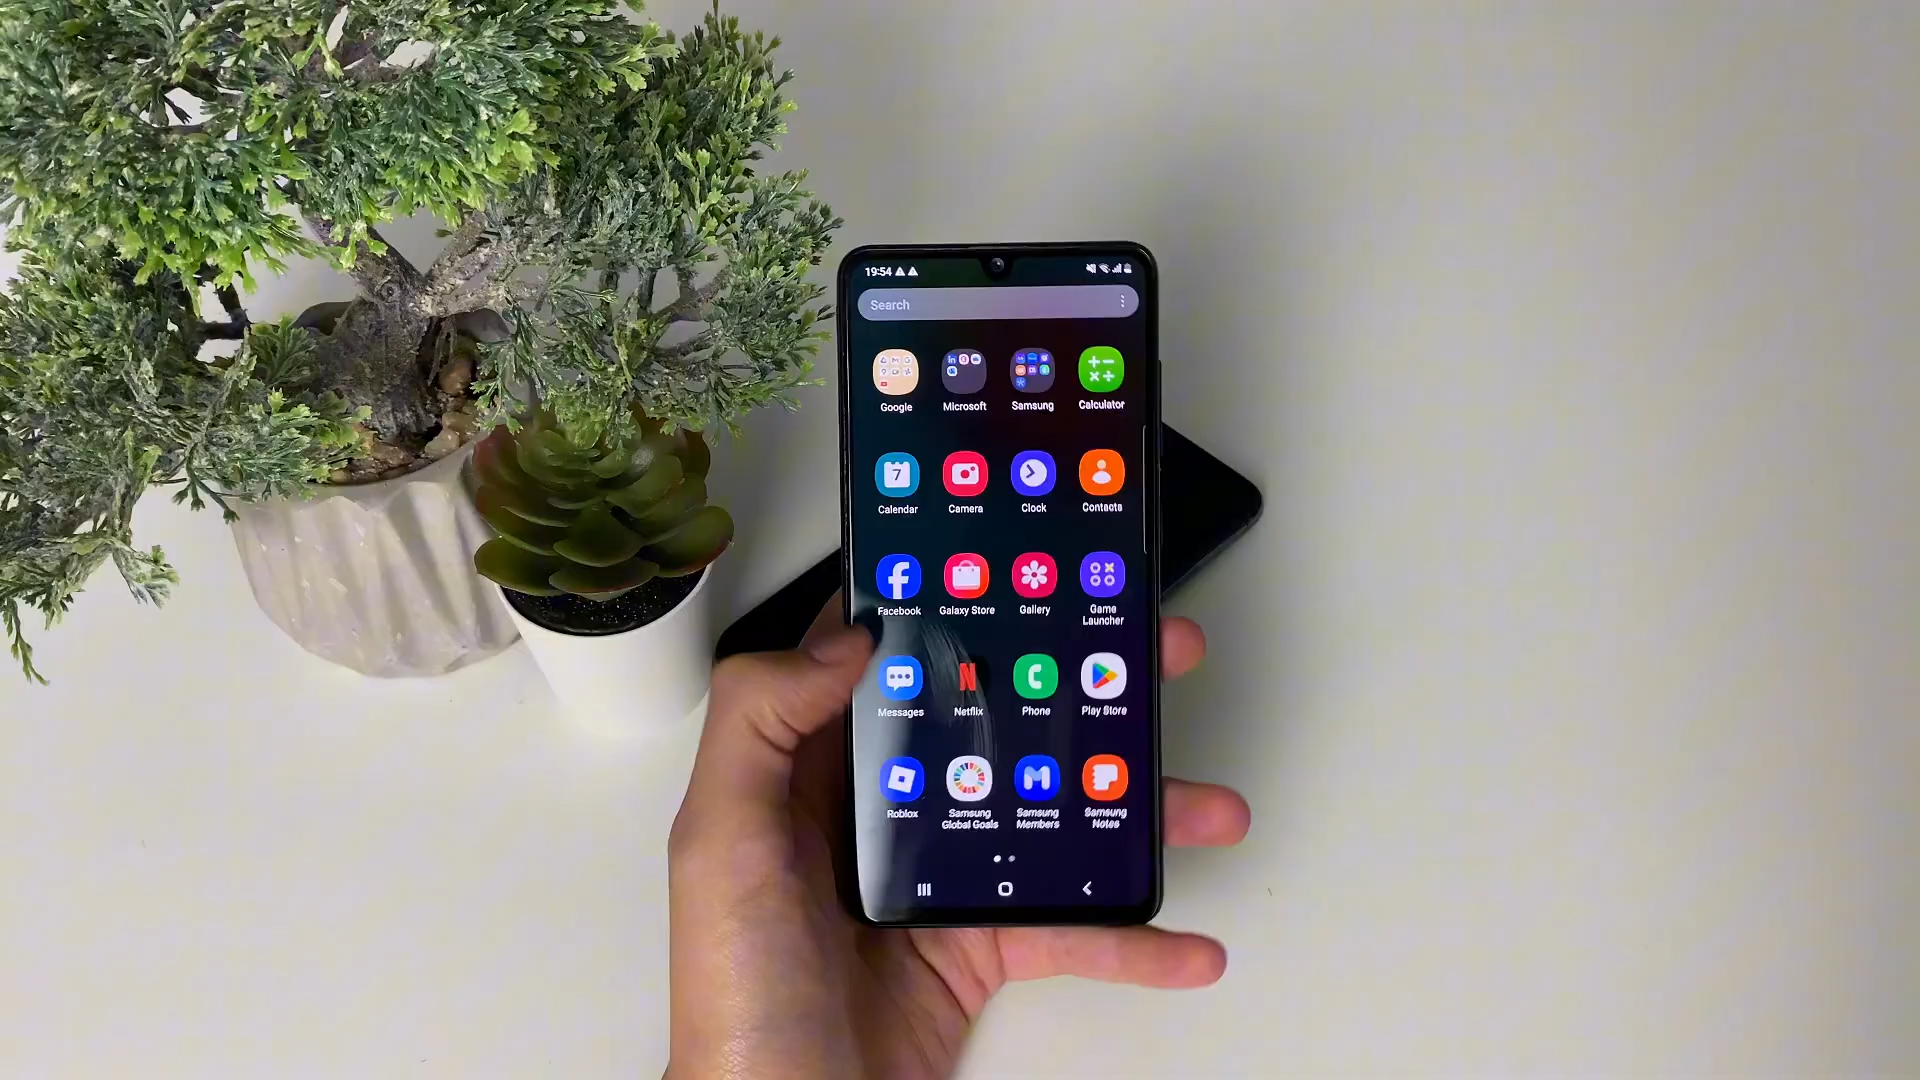 19:54
Search
Google Microsoft Samsung Calculator
7
Calendar Camera Clock Contacts
Facebook Galaxy Store Gallery Game
Launcher
N
Messages Netflix Phone Play Store
Roblox Samsung Samsung Samsung
Global Goals Members Notes